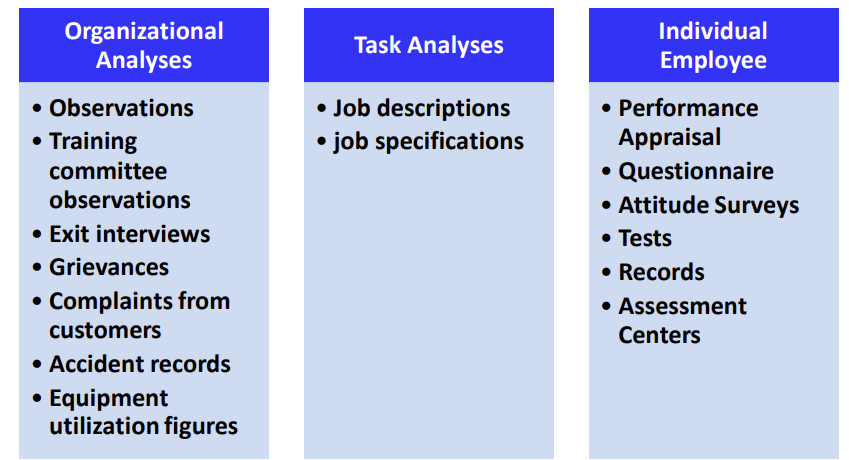 Organizational
Analyses
• Observations
• Training
committee
observations
• Exit interviews
• Grievances
• Complaints from
customers
• Accident records
• Equipment
utilization figures
Task Analyses
• Job descriptions
• job specifications
Individual
Employee
• Performance
Appraisal
• Questionnaire
• Attitude Surveys
• Tests
• Records
• Assessment
Centers